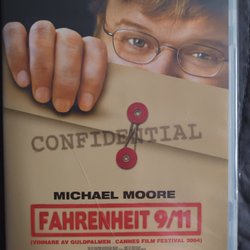 CONFIDENTIAL
MICHAEL MOORE
FAHRENHEIT 9/11
(VINNARE AV GULDPALMEN CANNES FILM FESTIVAL 2004)